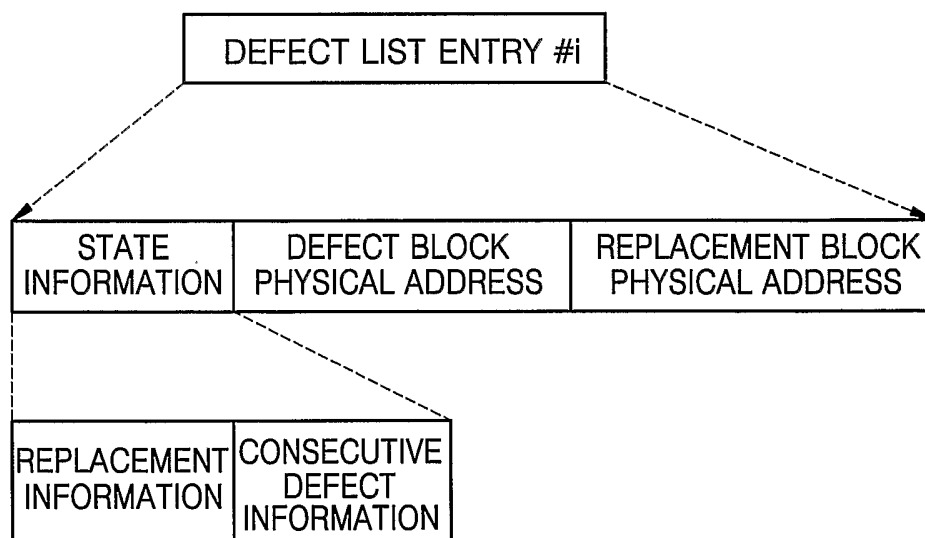 DEFECT LIST ENTRY #i
STATE
INFORMATION
DEFECT BLOCK
PHYSICAL ADDRESS
REPLACEMENT BLOCK
PHYSICAL ADDRESS
REPLACEMENT
INFORMATION
CONSECUTIVE
DEFECT
INFORMATION